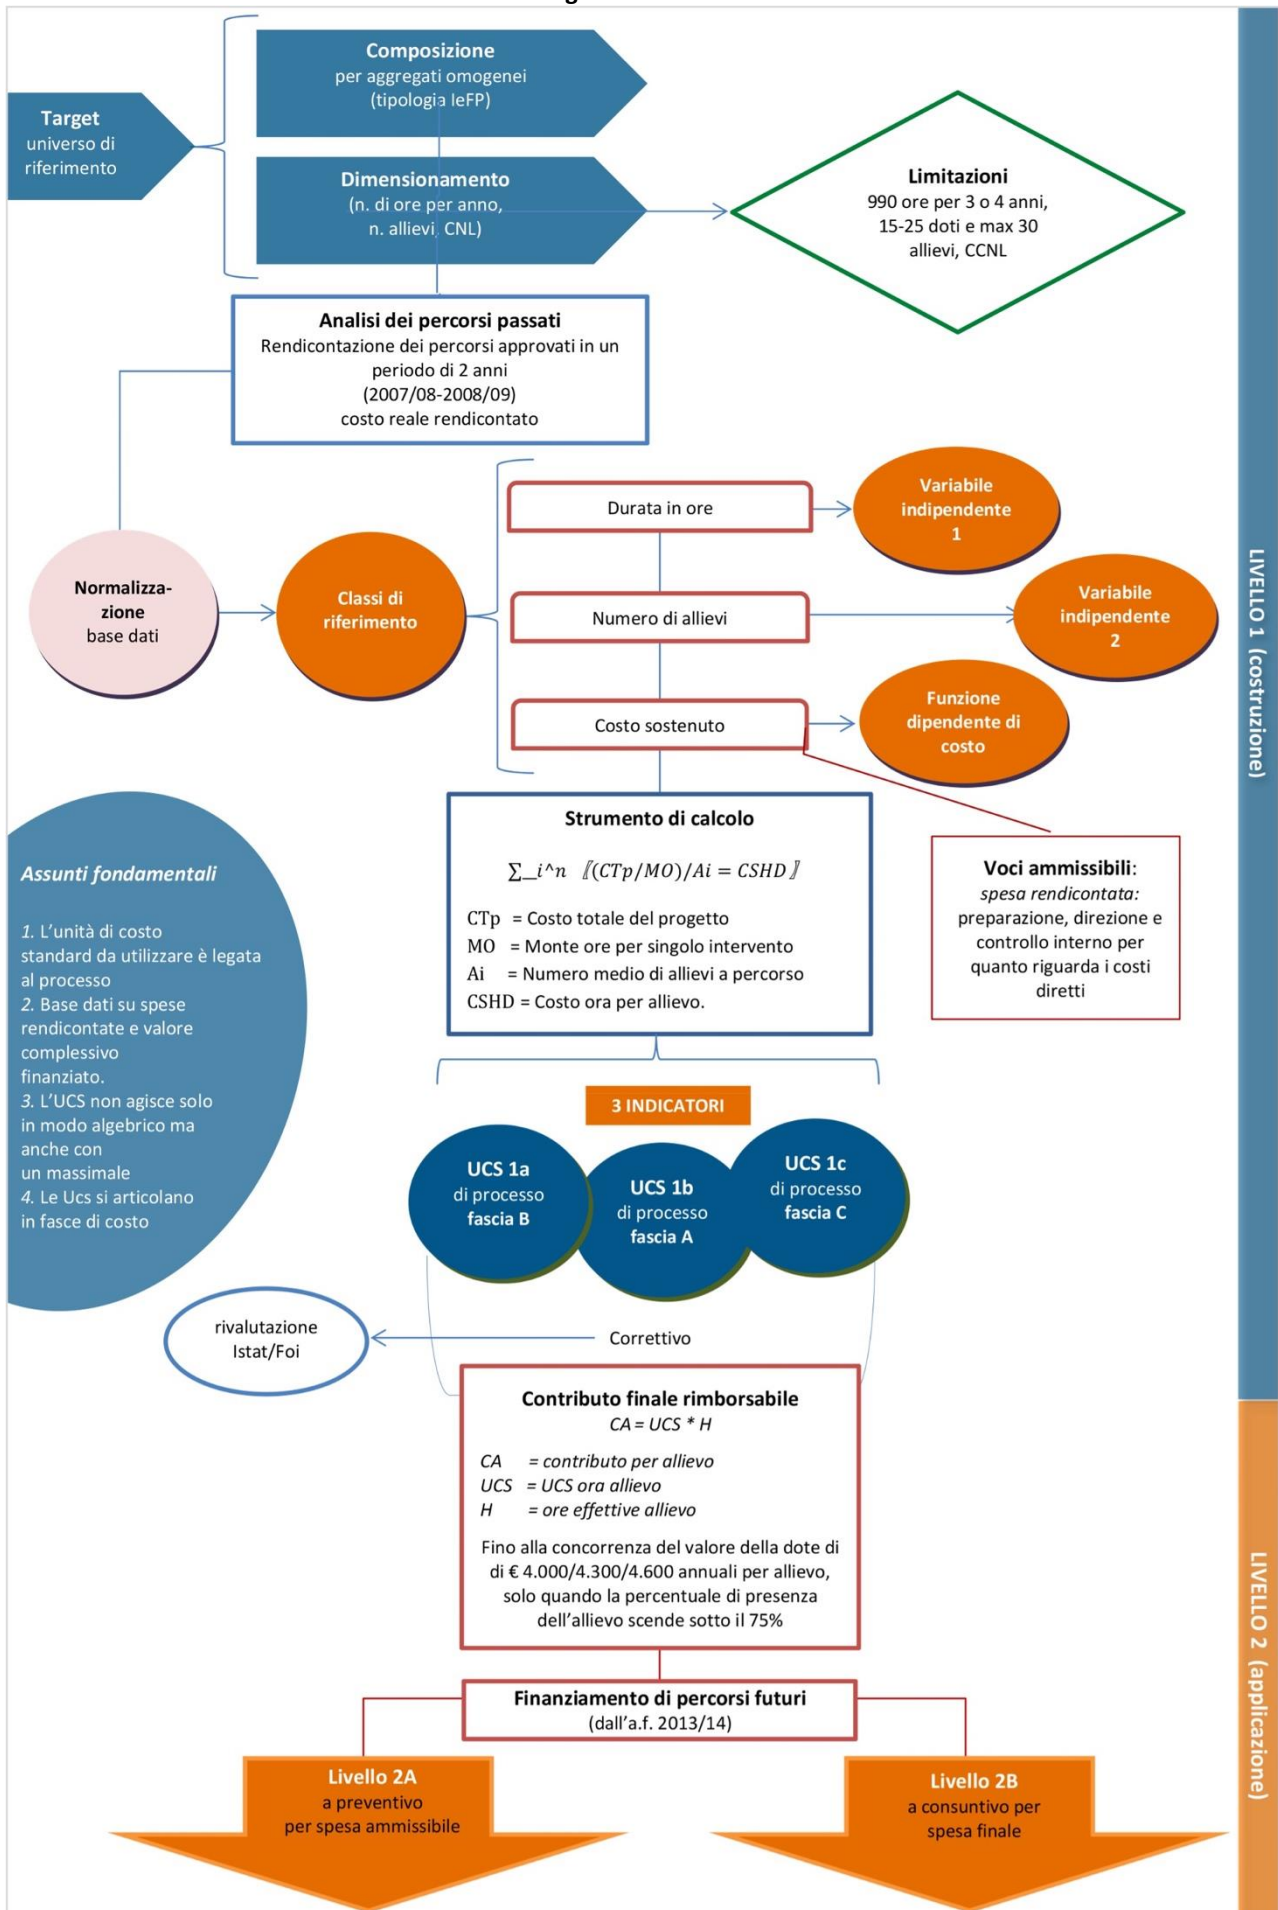 Composizione
per aggregati omogenei
(tipologia IeFP)
Target
universo di
riferimento
Dimensionamento
(n. di ore per anno,
n. allievi, CNL)
Limitazioni
990 ore per 3 o 4 anni,
15-25 doti e max 30
allievi, CCNL
Analisi dei percorsi passati
Rendicontazione dei percorsi approvati in un
periodo di 2 anni
(2007/08-2008/09)
costo reale rendicontato
Durata in ore
Variabile
indipendente
1
Normalizza-
zione
base dati
Classi di
riferimento
Numero di allievi
Variabile
indipendente
2
Costo sostenuto
Funzione
dipendente di
costo
LIVELLO 1 (costruzione)
Strumento di calcolo
∑_i^n 〖(CTp/MO)/Ai = CSHD〗
CTp = Costo totale del progetto
MO = Monte ore per singolo intervento
Ai = Numero medio di allievi a percorso
CSHD = Costo ora per allievo.
Voci ammissibili:
spesa rendicontata:
preparazione, direzione e
controllo interno per
quanto riguarda i costi
diretti
Assunti fondamentali
1. L'unità di costo
standard da utilizzare è legata
al processo
2. Base dati su spese
rendicontate e valore
complessivo
finanziato.
3. L'UCS non agisce solo
in modo algebrico ma
anche con
un massimale
4. Le Ucs si articolano
in fasce di costo
3 INDICATORI
UCS 1a
di processo
fascia B
UCS 1b
di processo
fascia A
UCS 1c
di processo
fascia C
rivalutazione
Istat/Foi
Correttivo
Contributo finale rimborsabile
CA = UCS * H
CA = contributo per allievo
UCS = UCS ora allievo
H = ore effettive allievo
Fino alla concorrenza del valore della dote di
di € 4.000/4.300/4.600 annuali per allievo,
solo quando la percentuale di presenza
dell'allievo scende sotto il 75%
LIVELLO 2 (applicazione)
Finanziamento di percorsi futuri
(dall'a.f. 2013/14)
Livello 2A
a preventivo
per spesa ammissibile
Livello 2B
a consuntivo per
spesa finale